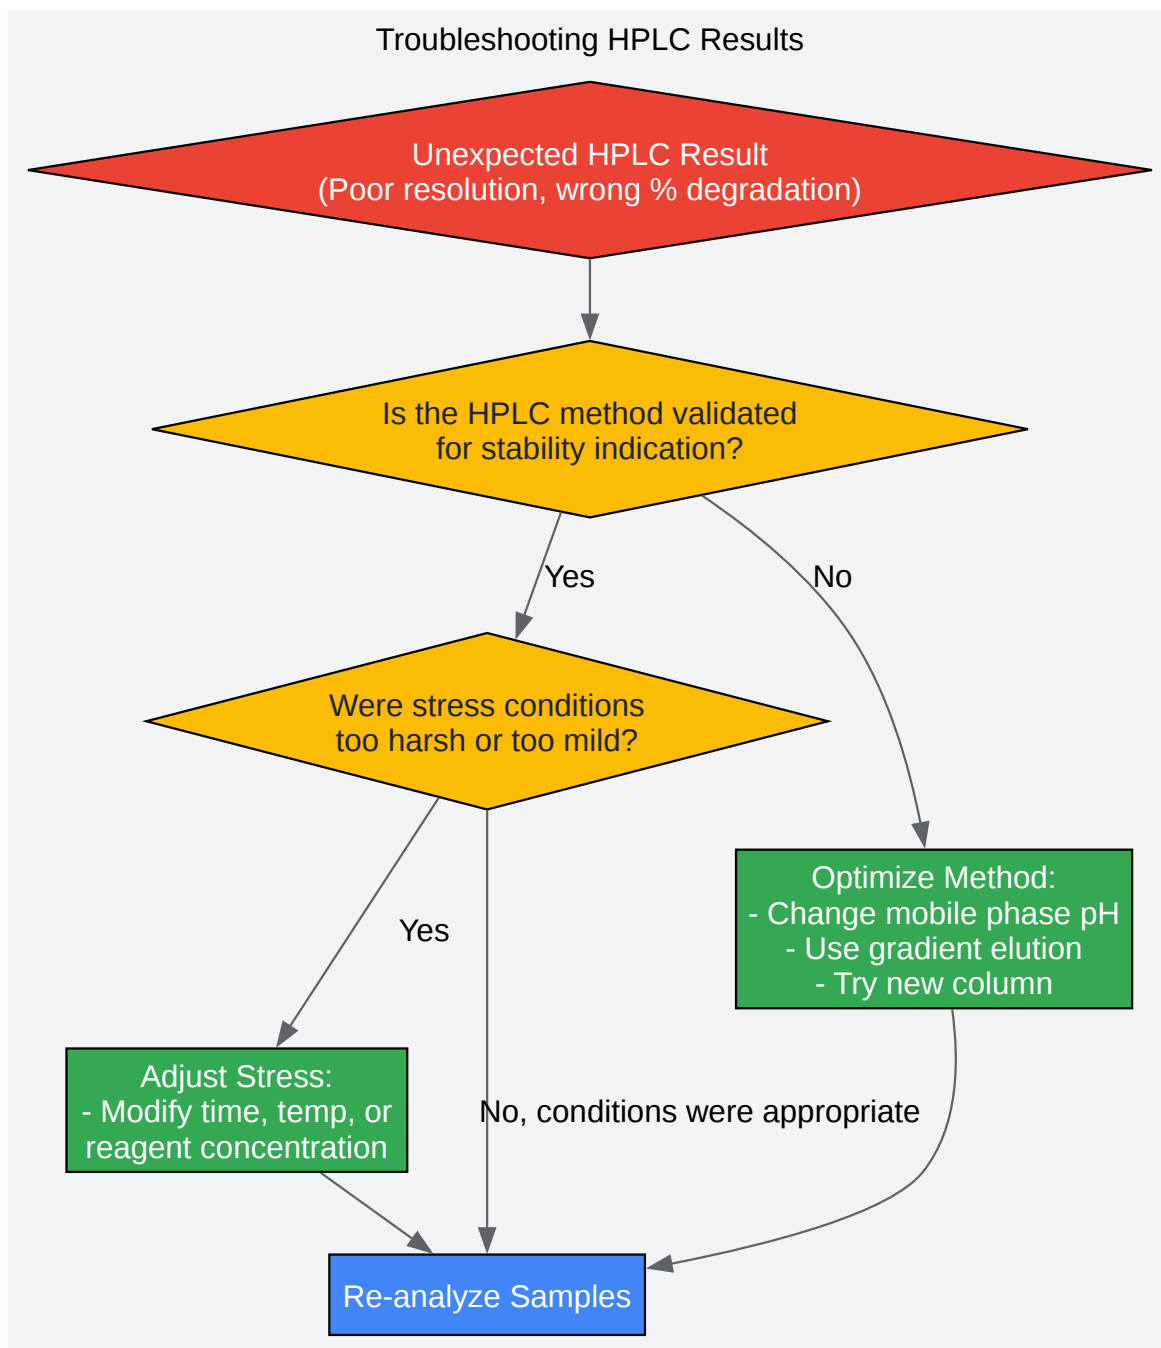 Troubleshooting HPLC Results
Unexpected HPLC Result
(Poor resolution, wrong % degradation)
Is the HPLC method validated
for stability indication?
Yes
No
Were stress conditions
too harsh or too mild?
Optimize Method:
- Change mobile phase pH
- Use gradient elution
- Try new column
Yes
Adjust Stress:
- Modify time, temp, or
reagent concentration
No, conditions were appropriate
Re-analyze Samples